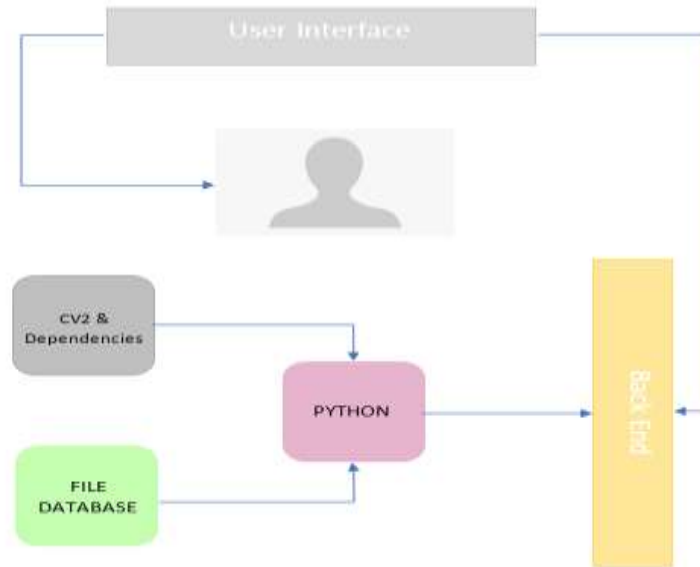 User Interface
CV2 &
Dependencies
PYTHON
Back End
FILE
DATABASE